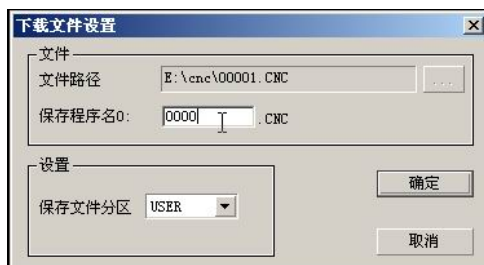 下载文件设置
文件
文件路径 E:\cnc\00001.CNC ...
保存程序名O: 0000 .CNC
设置
保存文件分区 USER
确定
取消